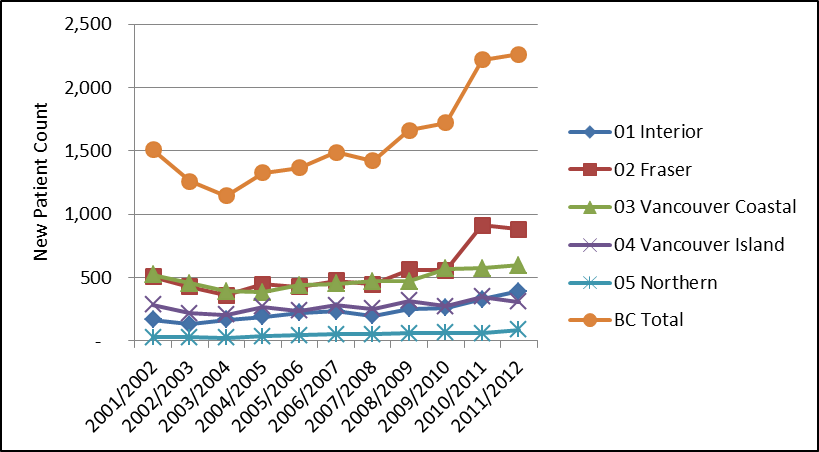 2,500
2,000
1,500
1,000
500
-
New Patient Count
2001/2002
2002/2003
2003/2004
2004/2005
2005/2006
2006/2007
2007/2008
2008/2009
2009/2010
2010/2011
2011/2012
01 Interior
02 Fraser
03 Vancouver Coastal
04 Vancouver Island
05 Northern
BC Total